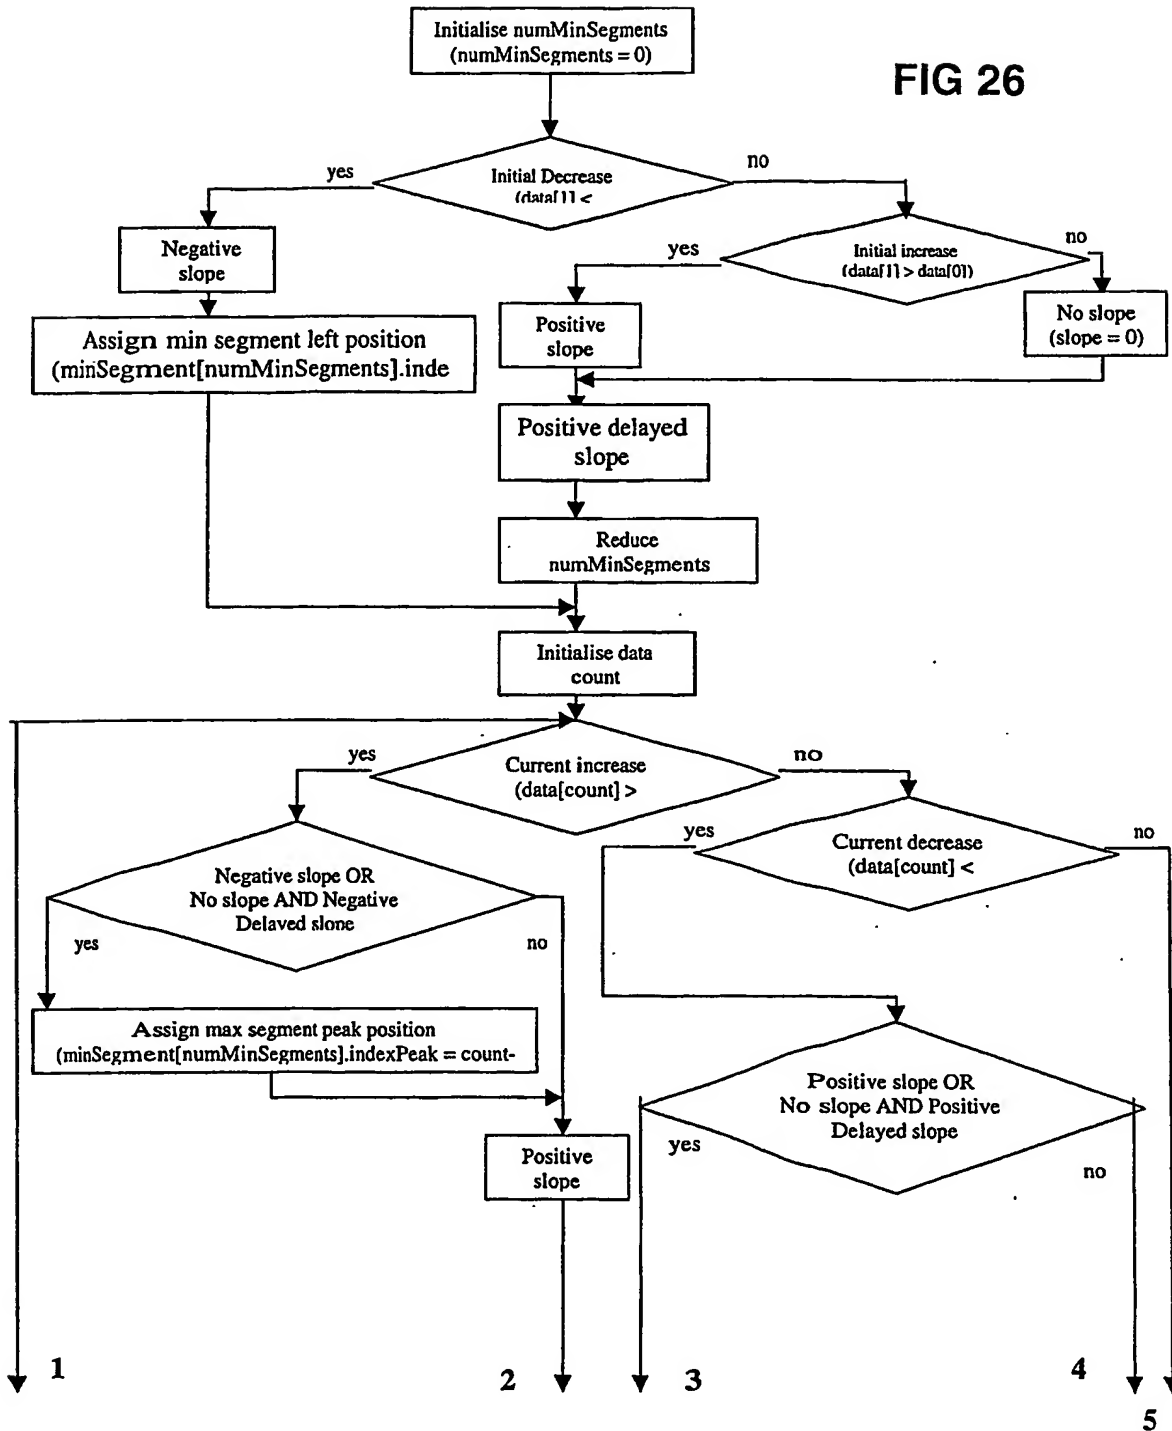 Initialise numMinSegments
(numMinSegments = 0)
FIG 26
yes
Initial Decrease
(data[1] <
no
Negative
slope
yes
Initial increase
(data[1] > data[0])
no
Assign min segment left position
(minSegment[numMinSegments].inde
Positive
slope
No slope
(slope = 0)
Positive delayed
slope
Reduce
numMinSegments
Initialise data
count
yes
Current increase
(data[count] >
no
yes
Current decrease
(data[count] <
no
Negative slope OR
No slope AND Negative
Delayed slope
yes
no
Assign max segment peak position
(minSegment[numMinSegments].indexPeak = count-
Positive slope OR
No slope AND Positive
Delayed slope
yes
no
Positive
slope
1
2
3
4
5